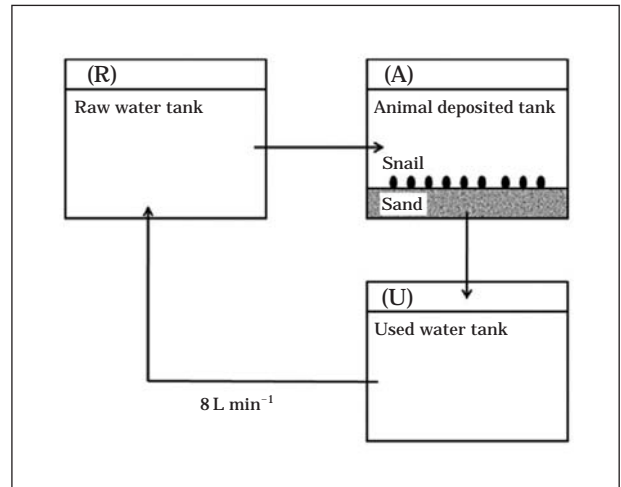 (R)
Raw water tank
(A)
Animal deposited tank
Snail
Sand
(U)
Used water tank
8 L min⁻¹